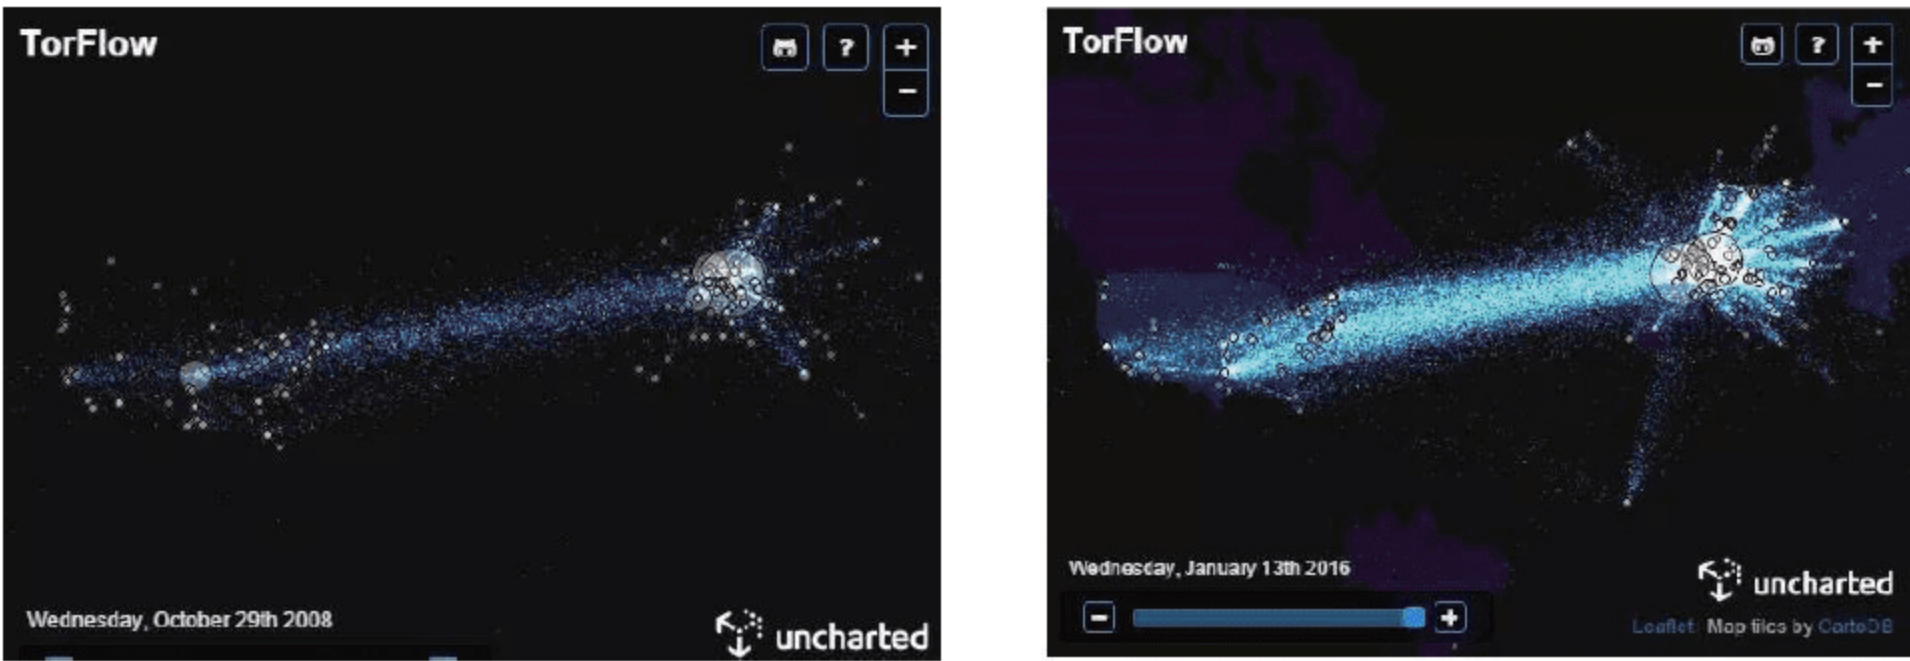 TorFlow
? +
−
Wednesday, October 29th 2008
uncharted
TorFlow
? +
−
Wednesday, January 13th 2016
− +
uncharted
Leaflet Map tiles by CartoDB